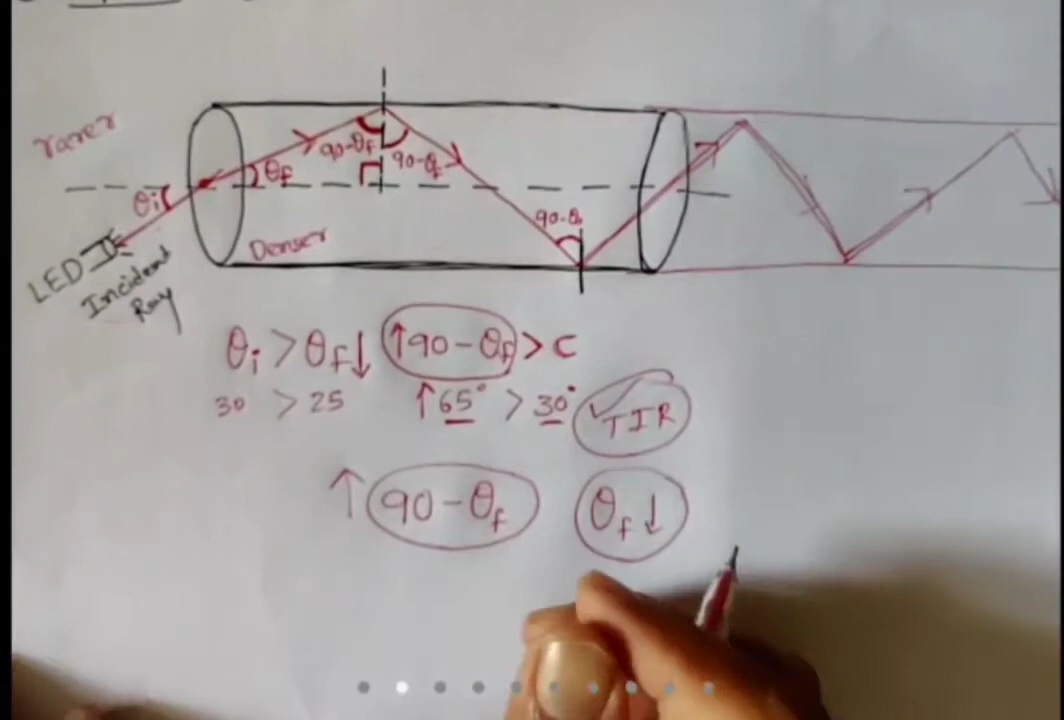 rarer
90-θf
90-θf
θi
θf
90-θ
Denser
LED
Incident
Ray
θi > θf↓ ↑90-θf > C
30 > 25 ↑65° > 30° ✓TIR
↑ 90-θf θf↓